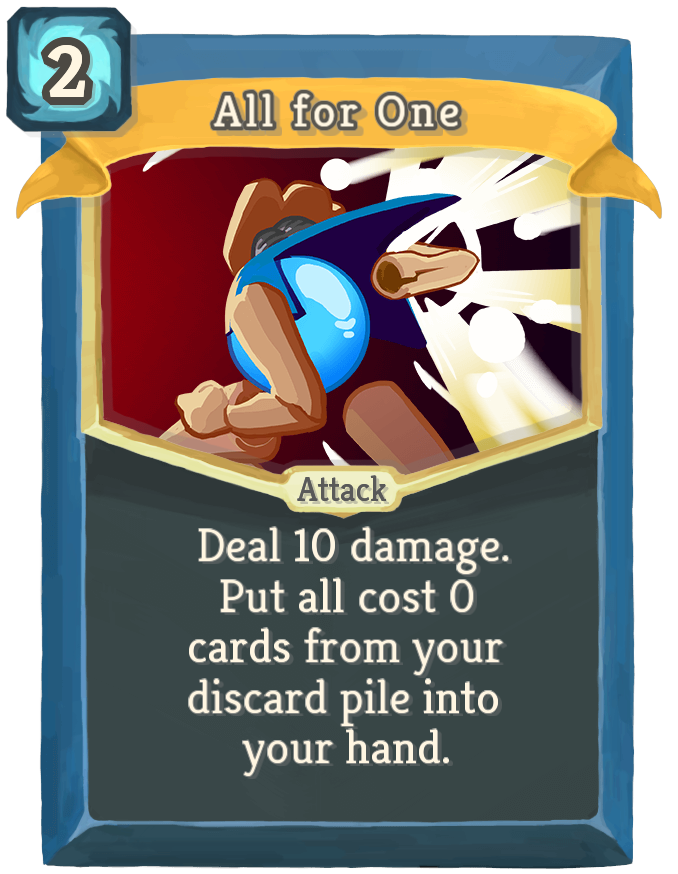 2
All for One
Attack
Deal 10 damage.
Put all cost 0
cards from your
discard pile into
your hand.